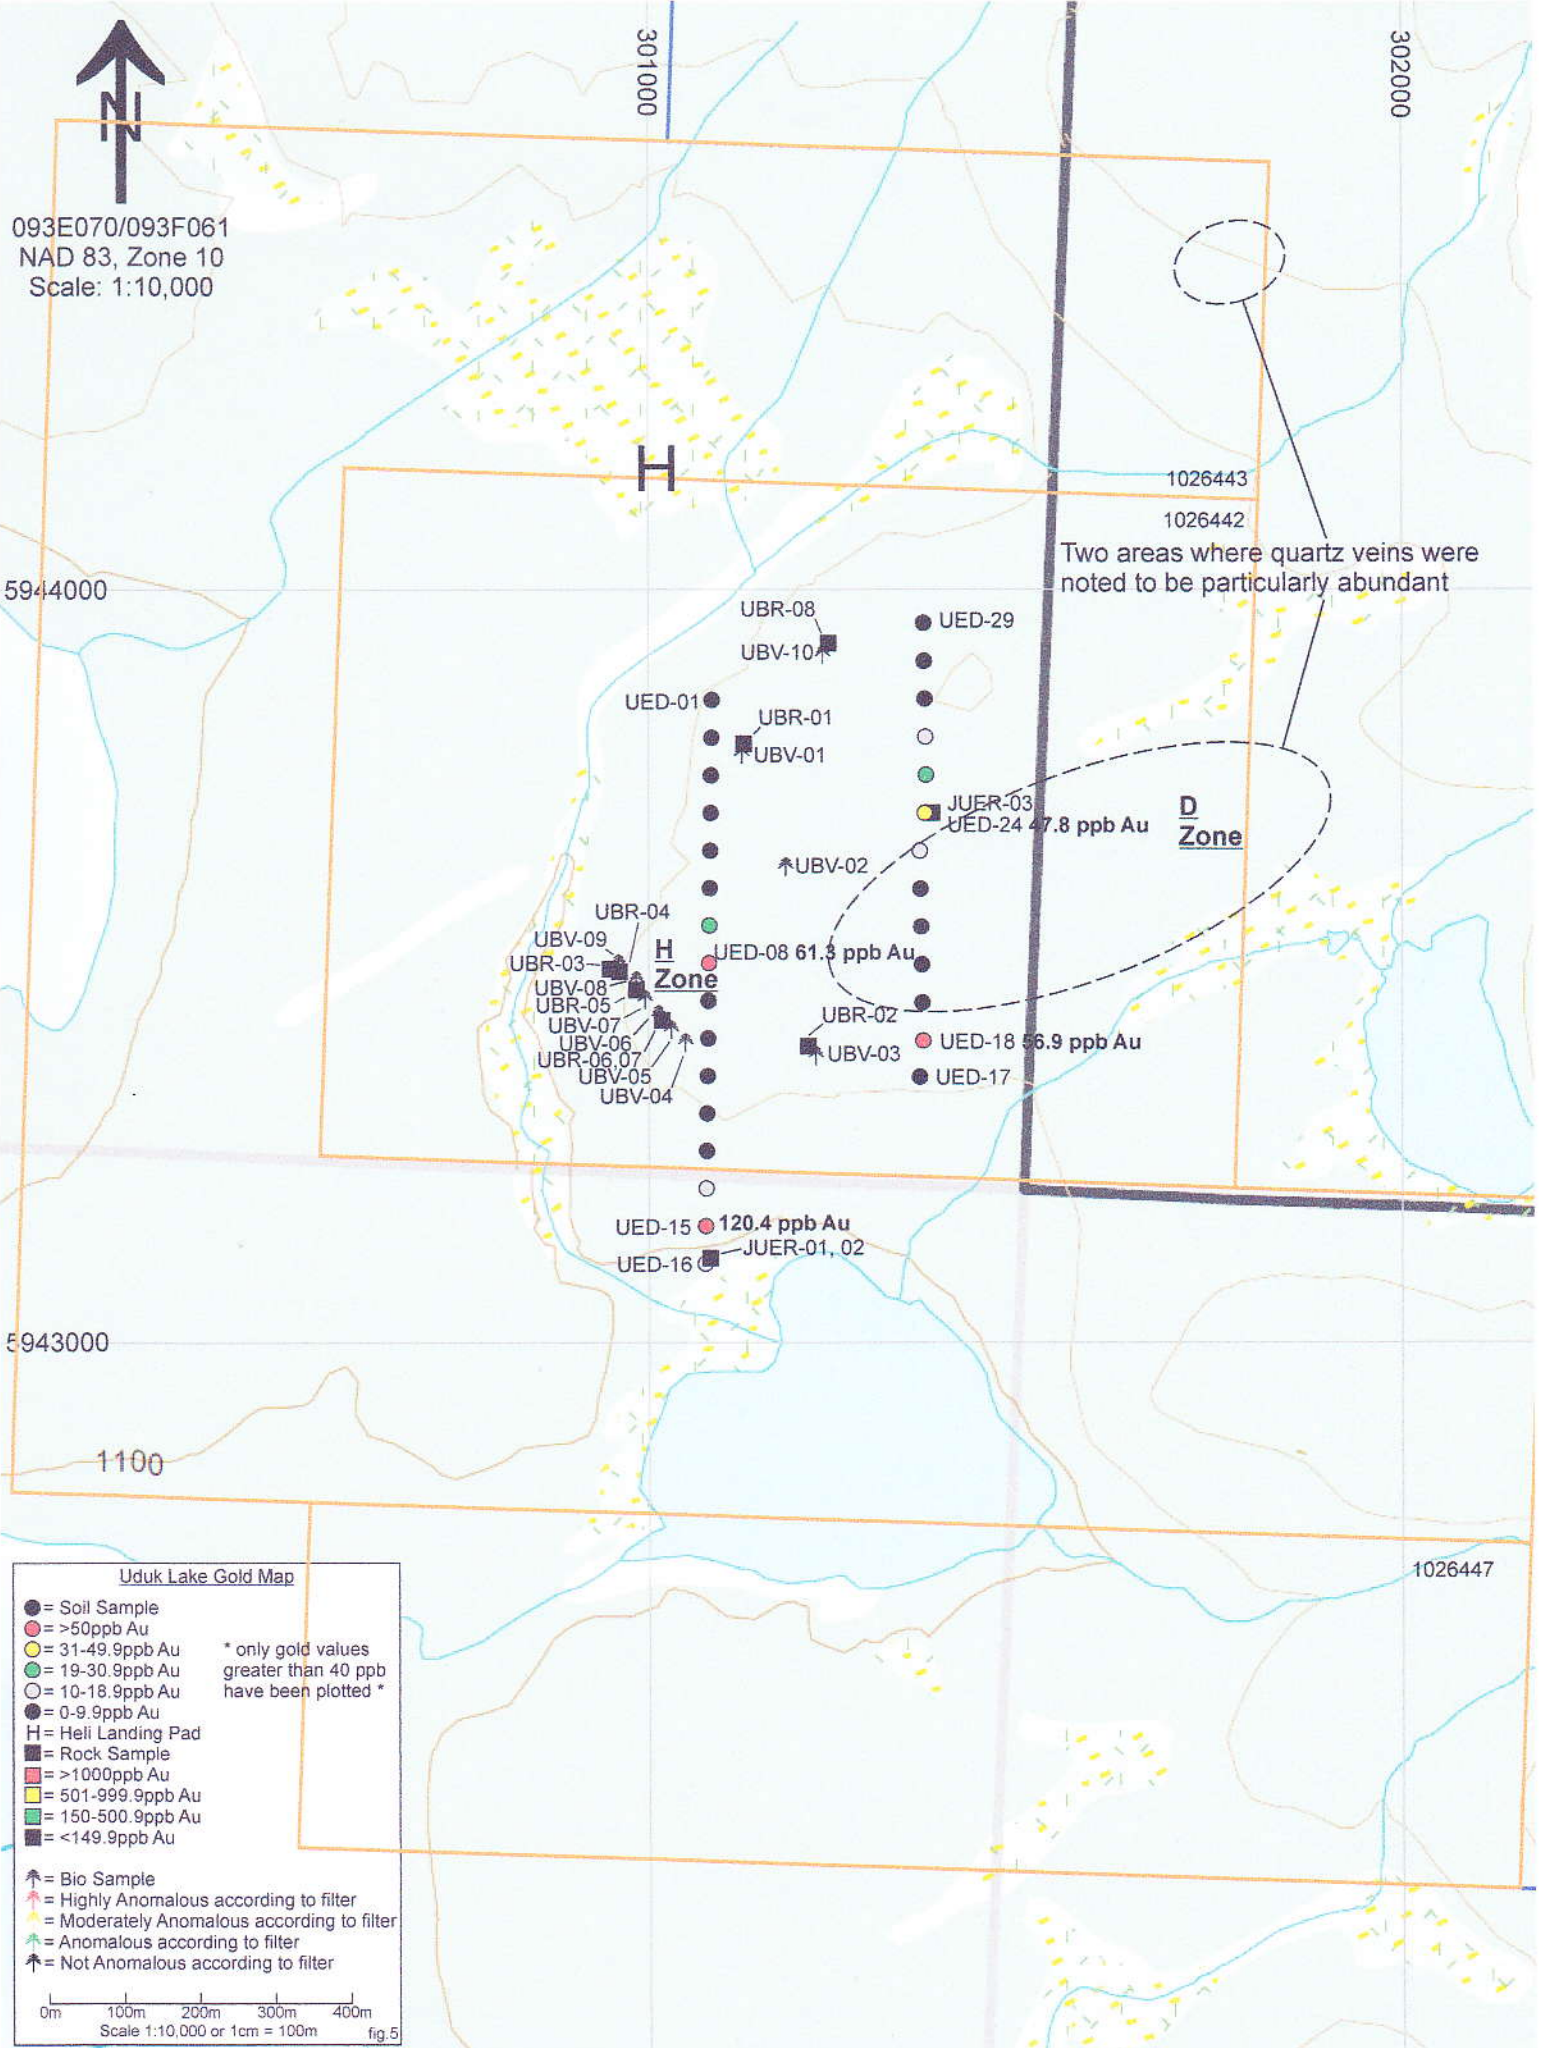 301000
302000
N
093E070/093F061
NAD 83, Zone 10
Scale: 1:10,000
H
1026443
1026442
Two areas where quartz veins were
noted to be particularly abundant
5944000
UBR-08
UBV-10
UED-29
UED-01
UBR-01
UBV-01
JUER-03
UED-24 47.8 ppb Au
D
Zone
UBV-02
UBR-04
UBV-09
UBR-03
H
Zone
UED-08 61.3 ppb Au
UBV-08
UBR-05
UBV-07
UBV-06
UBR-06,07
UBV-05
UBV-04
UBR-02
UBV-03
UED-18 56.9 ppb Au
UED-17
UED-15
120.4 ppb Au
JUER-01, 02
UED-16
5943000
1100
1026447
Uduk Lake Gold Map
= Soil Sample
= >50ppb Au
= 31-49.9ppb Au
= 19-30.9ppb Au
= 10-18.9ppb Au
= 0-9.9ppb Au
* only gold values
greater than 40 ppb
have been plotted *
H = Heli Landing Pad
= Rock Sample
= >1000ppb Au
= 501-999.9ppb Au
= 150-500.9ppb Au
= <149.9ppb Au
= Bio Sample
= Highly Anomalous according to filter
= Moderately Anomalous according to filter
= Anomalous according to filter
= Not Anomalous according to filter
0m 100m 200m 300m 400m
Scale 1:10,000 or 1cm = 100m
fig.5